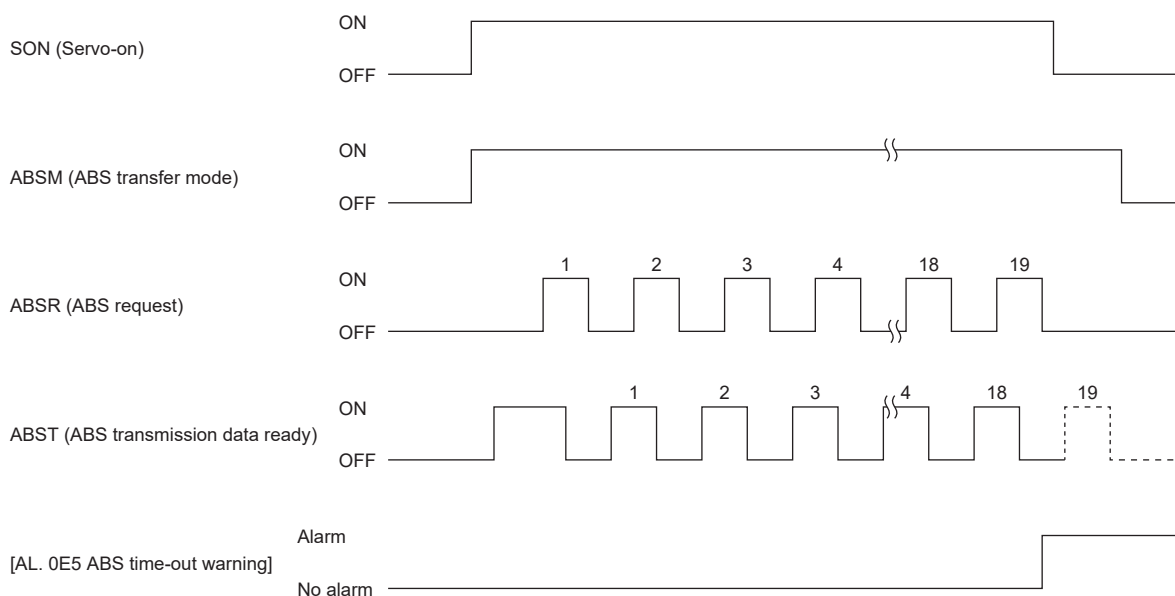 ON
SON (Servo-on)
OFF
ON
ABSM (ABS transfer mode)
OFF
1 2 3 4 18 19
ON
ABSR (ABS request)
OFF
1 2 3 4 18 19
ON
ABST (ABS transmission data ready)
OFF
Alarm
[AL. 0E5 ABS time-out warning]
No alarm